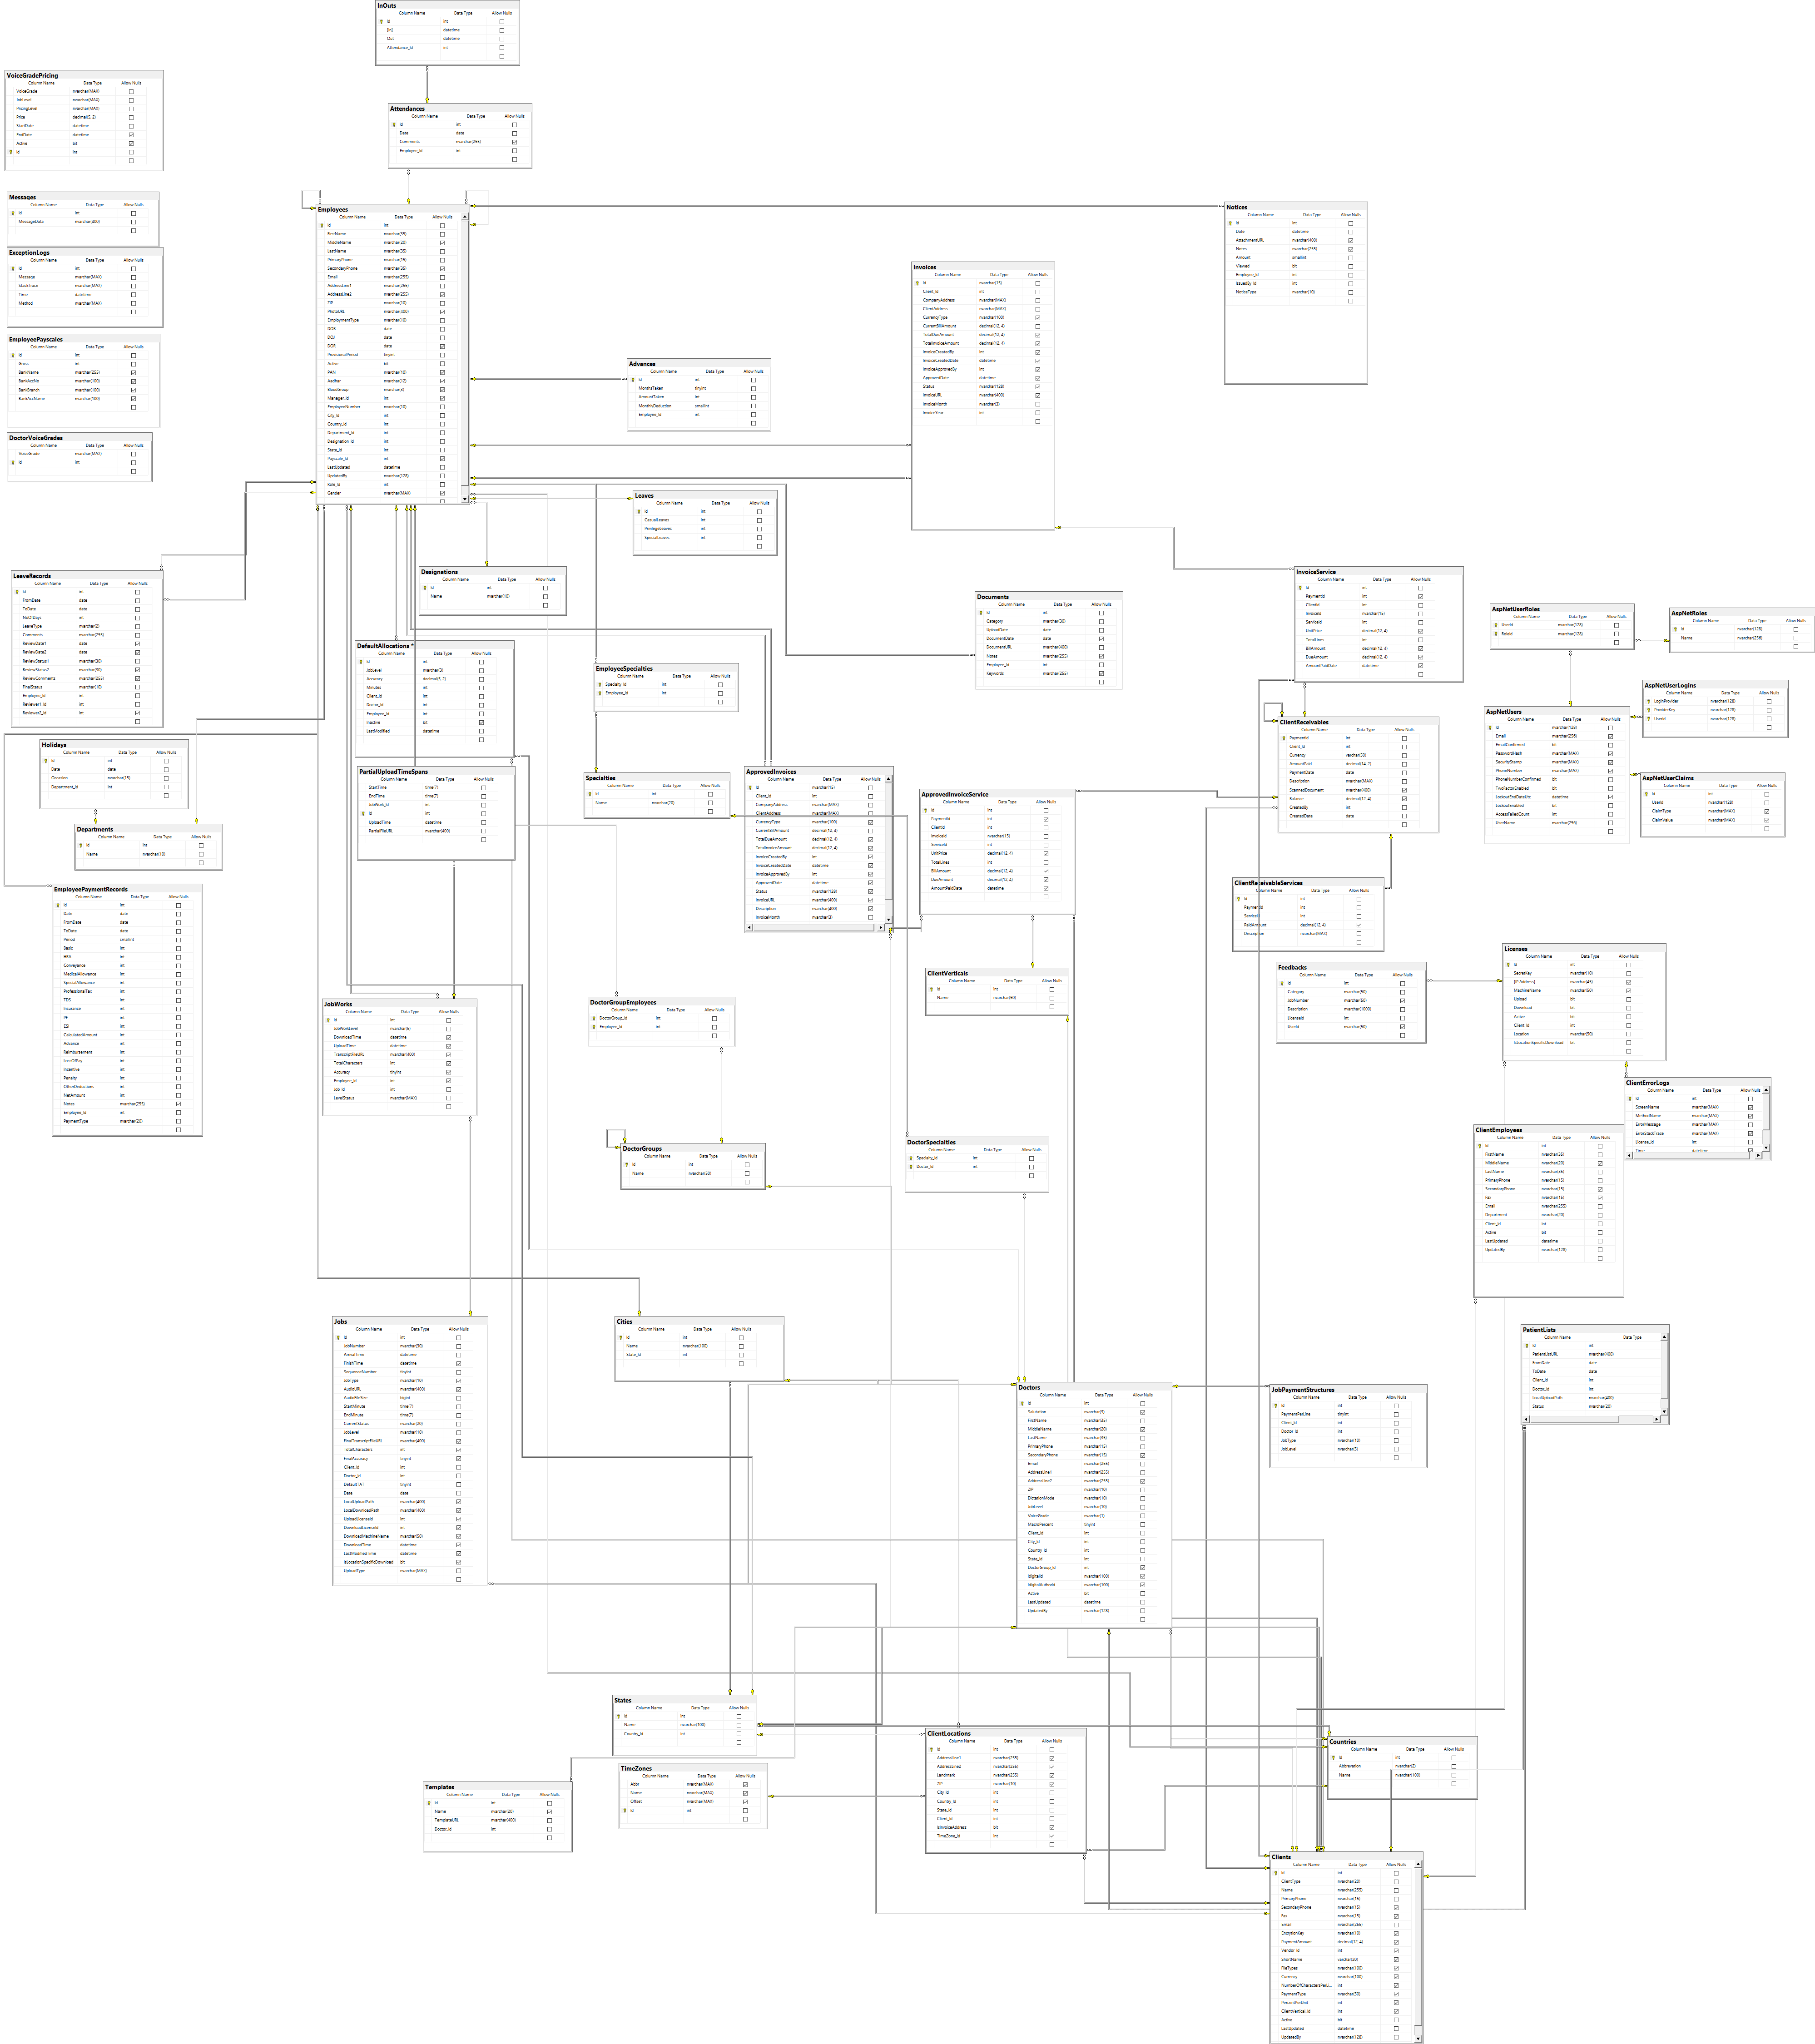 InOuts
Column Name Data Type Allow Nulls
Id int
[In] datetime
Out datetime
Attendance_Id int
VoiceGradePricing
Column Name Data Type Allow Nulls
VoiceGrade nvarchar(MAX)
JobLevel nvarchar(MAX)
PricingLevel nvarchar(MAX)
Price decimal(5, 2)
StartDate datetime
EndDate datetime
Active bit
Id int
Attendances
Column Name Data Type Allow Nulls
Id int
Date date
Comments nvarchar(255)
Employee_Id int
Messages
Column Name Data Type Allow Nulls
Id int
MessageData nvarchar(400)
ExceptionLogs
Column Name Data Type Allow Nulls
Id int
Message nvarchar(MAX)
StackTrace nvarchar(MAX)
Time datetime
Method nvarchar(MAX)
EmployeePayscales
Column Name Data Type Allow Nulls
Id int
Gross int
BankName nvarchar(255)
BankAccNo nvarchar(100)
BankBranch nvarchar(100)
BankAccName nvarchar(100)
DoctorVoiceGrades
Column Name Data Type Allow Nulls
VoiceGrade nvarchar(MAX)
Id int
Employees
Column Name Data Type Allow Nulls
Id int
FirstName nvarchar(35)
MiddleName nvarchar(20)
LastName nvarchar(35)
PrimaryPhone nvarchar(15)
SecondaryPhone nvarchar(35)
Email nvarchar(255)
AddressLine1 nvarchar(255)
AddressLine2 nvarchar(255)
ZIP nvarchar(10)
PhotoURL nvarchar(400)
EmploymentType nvarchar(10)
DOB date
DOJ date
DOR date
ProvisionalPeriod tinyint
Active bit
PAN nvarchar(10)
Aadhar nvarchar(12)
BloodGroup nvarchar(3)
Manager_Id int
EmployeeNumber nvarchar(10)
City_Id int
Country_Id int
Department_Id int
Designation_Id int
State_Id int
Payscale_Id int
LastUpdated datetime
UpdatedBy nvarchar(128)
Role_Id int
Gender nvarchar(MAX)
Notices
Column Name Data Type Allow Nulls
Id int
Date datetime
AttachmentURL nvarchar(400)
Notes nvarchar(255)
Amount smallint
Viewed bit
Employee_Id int
IssuedBy_Id int
NoticeType nvarchar(10)
Invoices
Column Name Data Type Allow Nulls
Id nvarchar(15)
Client_Id int
CompanyAddress nvarchar(MAX)
ClientAddress nvarchar(MAX)
CurrencyType nvarchar(100)
CurrentBillAmount decimal(12, 4)
TotalDueAmount decimal(12, 4)
TotalInvoiceAmount decimal(12, 4)
InvoiceCreatedBy int
InvoiceCreatedDate datetime
InvoiceApprovedBy int
ApprovedDate datetime
Status nvarchar(128)
InvoiceURL nvarchar(400)
InvoiceMonth nvarchar(3)
InvoiceYear int
Advances
Column Name Data Type Allow Nulls
Id int
MonthsTaken tinyint
AmountTaken int
MonthlyDeduction smallint
Employee_Id int
Leaves
Column Name Data Type Allow Nulls
Id int
CasualLeaves int
PrivilegeLeaves int
SpecialLeaves int
LeaveRecords
Column Name Data Type Allow Nulls
Id int
FromDate date
ToDate date
NoOfDays int
LeaveType nvarchar(2)
Comments nvarchar(255)
ReviewDate1 date
ReviewDate2 date
ReviewStatus1 nvarchar(30)
ReviewStatus2 nvarchar(30)
ReviewComments nvarchar(255)
FinalStatus nvarchar(10)
Employee_Id int
Reviewer1_Id int
Reviewer2_Id int
Designations
Column Name Data Type Allow Nulls
Id int
Name nvarchar(10)
Documents
Column Name Data Type Allow Nulls
Id int
Category nvarchar(30)
UploadDate date
DocumentDate date
DocumentURL nvarchar(400)
Notes nvarchar(255)
Employee_Id int
Keywords nvarchar(255)
InvoiceService
Column Name Data Type Allow Nulls
Id int
PaymentId int
ClientId int
InvoiceId nvarchar(15)
ServiceId int
UnitPrice decimal(12, 4)
TotalLines int
BillAmount decimal(12, 4)
DueAmount decimal(12, 4)
AmountPaidDate datetime
AspNetUserRoles
Column Name Data Type Allow Nulls
UserId nvarchar(128)
RoleId nvarchar(128)
AspNetRoles
Column Name Data Type Allow Nulls
Id nvarchar(128)
Name nvarchar(256)
AspNetUserLogins
Column Name Data Type Allow Nulls
LoginProvider nvarchar(128)
ProviderKey nvarchar(128)
UserId nvarchar(128)
AspNetUsers
Column Name Data Type Allow Nulls
Id nvarchar(128)
Email nvarchar(256)
EmailConfirmed bit
PasswordHash nvarchar(MAX)
SecurityStamp nvarchar(MAX)
PhoneNumber nvarchar(MAX)
PhoneNumberConfirmed bit
TwoFactorEnabled bit
LockoutEndDateUtc datetime
LockoutEnabled bit
AccessFailedCount int
UserName nvarchar(256)
AspNetUserClaims
Column Name Data Type Allow Nulls
Id int
UserId nvarchar(128)
ClaimType nvarchar(MAX)
ClaimValue nvarchar(MAX)
DefaultAllocations *
Column Name Data Type Allow Nulls
Id int
JobLevel nvarchar(3)
Accuracy decimal(5, 2)
Minutes int
Client_Id int
Doctor_Id int
Employee_Id int
Inactive bit
LastModified datetime
EmployeeSpecialties
Column Name Data Type Allow Nulls
Specialty_Id int
Employee_Id int
ClientReceivables
Column Name Data Type Allow Nulls
PaymentId int
Client_Id int
Currency varchar(50)
AmountPaid decimal(12, 4)
PaymentDate date
Description nvarchar(MAX)
ScannedDocument nvarchar(400)
Balance decimal(12, 4)
CreatedBy int
CreatedDate date
Holidays
Column Name Data Type Allow Nulls
Id int
Date date
Occasion nvarchar(15)
Department_Id int
Departments
Column Name Data Type Allow Nulls
Id int
Name nvarchar(10)
PartialUploadTimeSpans
Column Name Data Type Allow Nulls
StartTime time(7)
EndTime time(7)
JobWork_Id int
Id int
UploadTime datetime
PartialFileURL nvarchar(400)
Specialties
Column Name Data Type Allow Nulls
Id int
Name nvarchar(20)
ApprovedInvoices
Column Name Data Type Allow Nulls
Id nvarchar(15)
Client_Id int
CompanyAddress nvarchar(MAX)
ClientAddress nvarchar(MAX)
CurrencyType nvarchar(100)
CurrentBillAmount decimal(12, 4)
TotalDueAmount decimal(12, 4)
TotalInvoiceAmount decimal(12, 4)
InvoiceCreatedBy int
InvoiceCreatedDate datetime
InvoiceApprovedBy int
ApprovedDate datetime
Status nvarchar(128)
InvoiceURL nvarchar(400)
Description nvarchar(400)
InvoiceMonth nvarchar(3)
ApprovedInvoiceService
Column Name Data Type Allow Nulls
Id int
PaymentId int
ClientId int
InvoiceId nvarchar(15)
ServiceId int
UnitPrice decimal(12, 4)
TotalLines int
BillAmount decimal(12, 4)
DueAmount decimal(12, 4)
AmountPaidDate datetime
EmployeePaymentRecords
Column Name Data Type Allow Nulls
Id int
Date date
FromDate date
ToDate date
Period smallint
Basic int
HRA int
Conveyance int
MedicalAllowance int
SpecialAllowance int
ProfessionalTax int
TDS int
Insurance int
PF int
ESI int
CalculatedAmount int
Advance int
Reimbursement int
LossOfPay int
Incentive int
Penalty int
OtherDeductions int
NetAmount int
Notes nvarchar(255)
Employee_Id int
PaymentType nvarchar(20)
ClientReceivableServices
Column Name Data Type Allow Nulls
Id int
PaymentId int
ServiceId int
PaidAmount decimal(12, 4)
Description nvarchar(MAX)
ClientVerticals
Column Name Data Type Allow Nulls
Id int
Name nvarchar(50)
Feedbacks
Column Name Data Type Allow Nulls
Id int
Category nvarchar(50)
JobNumber nvarchar(50)
Description nvarchar(1000)
LicenseId int
UserId nvarchar(50)
Licenses
Column Name Data Type Allow Nulls
Id int
SecretKey nvarchar(10)
[IP Address] nvarchar(45)
MachineName nvarchar(50)
Upload bit
Download bit
Active bit
Client_Id int
Location nvarchar(50)
IsLocationSpecificDownload bit
JobWorks
Column Name Data Type Allow Nulls
Id int
JobWorkLevel nvarchar(5)
DownloadTime datetime
UploadTime datetime
TranscriptFileURL nvarchar(400)
TotalCharacters int
Accuracy tinyint
Employee_Id int
Job_Id int
LevelStatus nvarchar(MAX)
DoctorGroupEmployees
Column Name Data Type Allow Nulls
DoctorGroup_Id int
Employee_Id int
ClientErrorLogs
Column Name Data Type Allow Nulls
Id int
ScreenName nvarchar(MAX)
MethodName nvarchar(MAX)
ErrorMessage nvarchar(MAX)
ErrorStackTrace nvarchar(MAX)
License_Id int
Time datetime
ClientEmployees
Column Name Data Type Allow Nulls
Id int
FirstName nvarchar(35)
MiddleName nvarchar(20)
LastName nvarchar(35)
PrimaryPhone nvarchar(15)
SecondaryPhone nvarchar(15)
Fax nvarchar(15)
Email nvarchar(255)
Department nvarchar(20)
Client_Id int
Active bit
LastUpdated datetime
UpdatedBy nvarchar(128)
DoctorGroups
Column Name Data Type Allow Nulls
Id int
Name nvarchar(50)
DoctorSpecialties
Column Name Data Type Allow Nulls
Specialty_Id int
Doctor_Id int
Jobs
Column Name Data Type Allow Nulls
Id int
JobNumber nvarchar(30)
ArrivalTime datetime
FinishTime datetime
SequenceNumber tinyint
JobType nvarchar(10)
AudioURL nvarchar(400)
AudioFileSize bigint
StartMinute time(7)
EndMinute time(7)
CurrentStatus nvarchar(20)
JobLevel nvarchar(10)
FinalTranscriptFileURL nvarchar(400)
TotalCharacters int
FinalAccuracy tinyint
Client_Id int
Doctor_Id int
DefaultTAT tinyint
Date date
LocalUploadPath nvarchar(400)
LocalDownloadPath nvarchar(400)
UploadLicenseId int
DownloadLicenseId int
DownloadMachineName nvarchar(50)
DownloadTime datetime
LastModifiedTime datetime
IsLocationSpecificDownload bit
UploadType nvarchar(MAX)
Cities
Column Name Data Type Allow Nulls
Id int
Name nvarchar(100)
State_Id int
PatientLists
Column Name Data Type
Id int
PatientListURL nvarchar(400)
FromDate date
ToDate date
Client_Id int
Doctor_Id int
LocalUploadPath nvarchar(400)
Status nvarchar(20)
Doctors
Column Name Data Type Allow Nulls
Id int
Salutation nvarchar(5)
FirstName nvarchar(35)
MiddleName nvarchar(20)
LastName nvarchar(35)
PrimaryPhone nvarchar(15)
SecondaryPhone nvarchar(15)
Email nvarchar(255)
AddressLine1 nvarchar(255)
AddressLine2 nvarchar(255)
ZIP nvarchar(10)
DictationMode nvarchar(10)
JobLevel nvarchar(10)
VoiceGrade nvarchar(1)
MacroPercent tinyint
Client_Id int
City_Id int
Country_Id int
State_Id int
DoctorGroup_Id int
IdigitalId nvarchar(100)
IdigitalAuthorId nvarchar(100)
Active bit
LastUpdated datetime
UpdatedBy nvarchar(128)
JobPaymentStructures
Column Name Data Type Allow Nulls
Id int
PaymentPerLine tinyint
Client_Id int
Doctor_Id int
JobType nvarchar(10)
JobLevel nvarchar(3)
States
Column Name Data Type Allow Nulls
Id int
Name nvarchar(100)
Country_Id int
ClientLocations
Column Name Data Type Allow Nulls
Id int
AddressLine1 nvarchar(255)
AddressLine2 nvarchar(255)
Landmark nvarchar(255)
ZIP nvarchar(10)
City_Id int
Country_Id int
State_Id int
Client_Id int
IsInvoiceAddress bit
TimeZone_Id int
Countries
Column Name Data Type Allow Nulls
Id int
Abbreviation nvarchar(2)
Name nvarchar(100)
TimeZones
Column Name Data Type Allow Nulls
Abbr nvarchar(MAX)
Name nvarchar(MAX)
Offset nvarchar(MAX)
Id int
Templates
Column Name Data Type Allow Nulls
Id int
Name nvarchar(20)
TemplateURL nvarchar(400)
Doctor_Id int
Clients
Column Name Data Type Allow Nulls
Id int
ClientType nvarchar(20)
Name nvarchar(255)
PrimaryPhone nvarchar(15)
SecondaryPhone nvarchar(15)
Fax nvarchar(15)
Email nvarchar(255)
EncrytionKey nvarchar(10)
PaymentAmount decimal(12, 4)
Vendor_Id int
ShortName varchar(20)
FileTypes nvarchar(100)
Currency nvarchar(100)
NumberOfCharactersPerU... int
PaymentType nvarchar(50)
PercentPerUnit int
ClientVertical_Id int
Active bit
LastUpdated datetime
UpdatedBy nvarchar(128)